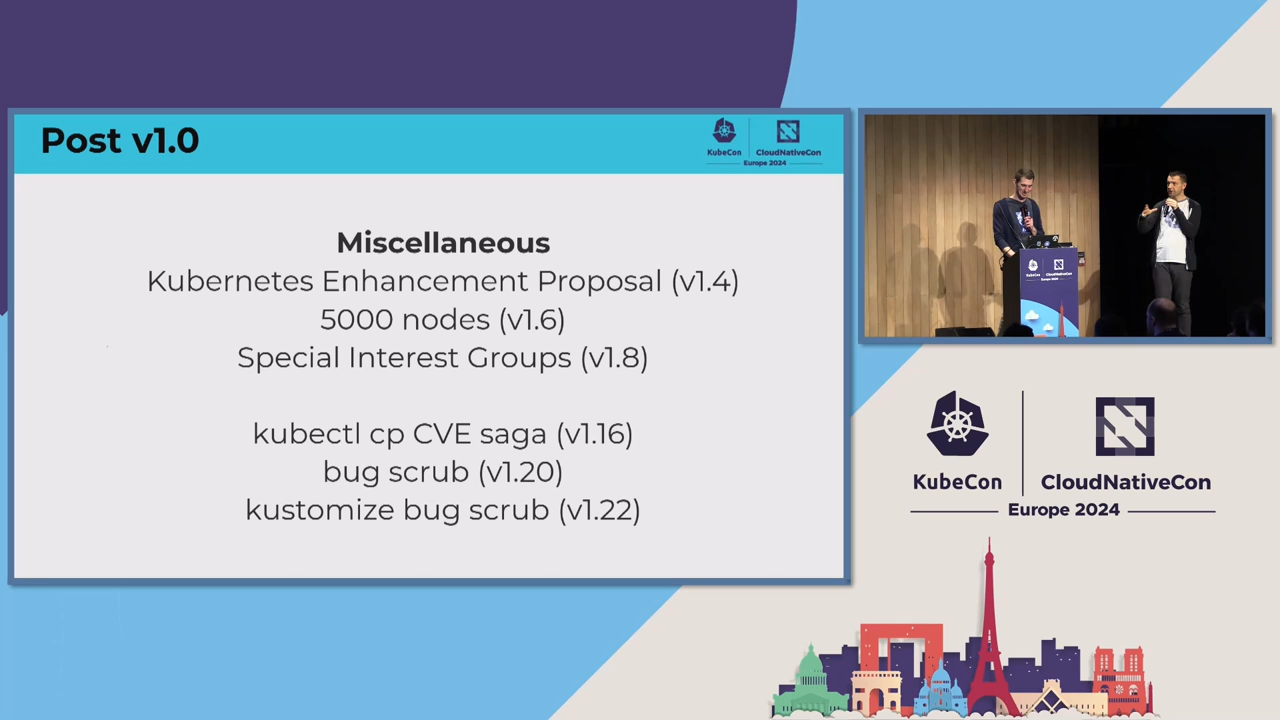 Post v1.0
KubeCon
CloudNativeCon
Europe 2024
Miscellaneous
Kubernetes Enhancement Proposal (v1.4)
5000 nodes (v1.6)
Special Interest Groups (v1.8)
kubectl cp CVE saga (v1.16)
bug scrub (v1.20)
kustomize bug scrub (v1.22)
KubeCon
CloudNativeCon
Europe 2024